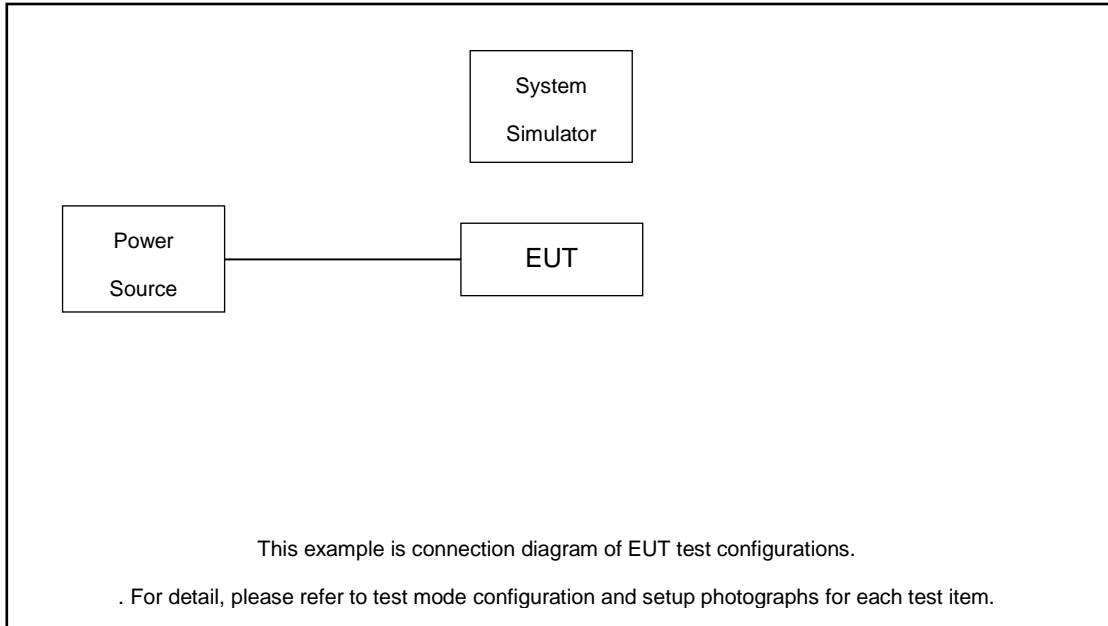 System
Simulator
Power
Source
EUT
This example is connection diagram of EUT test configurations.
. For detail, please refer to test mode configuration and setup photographs for each test item.